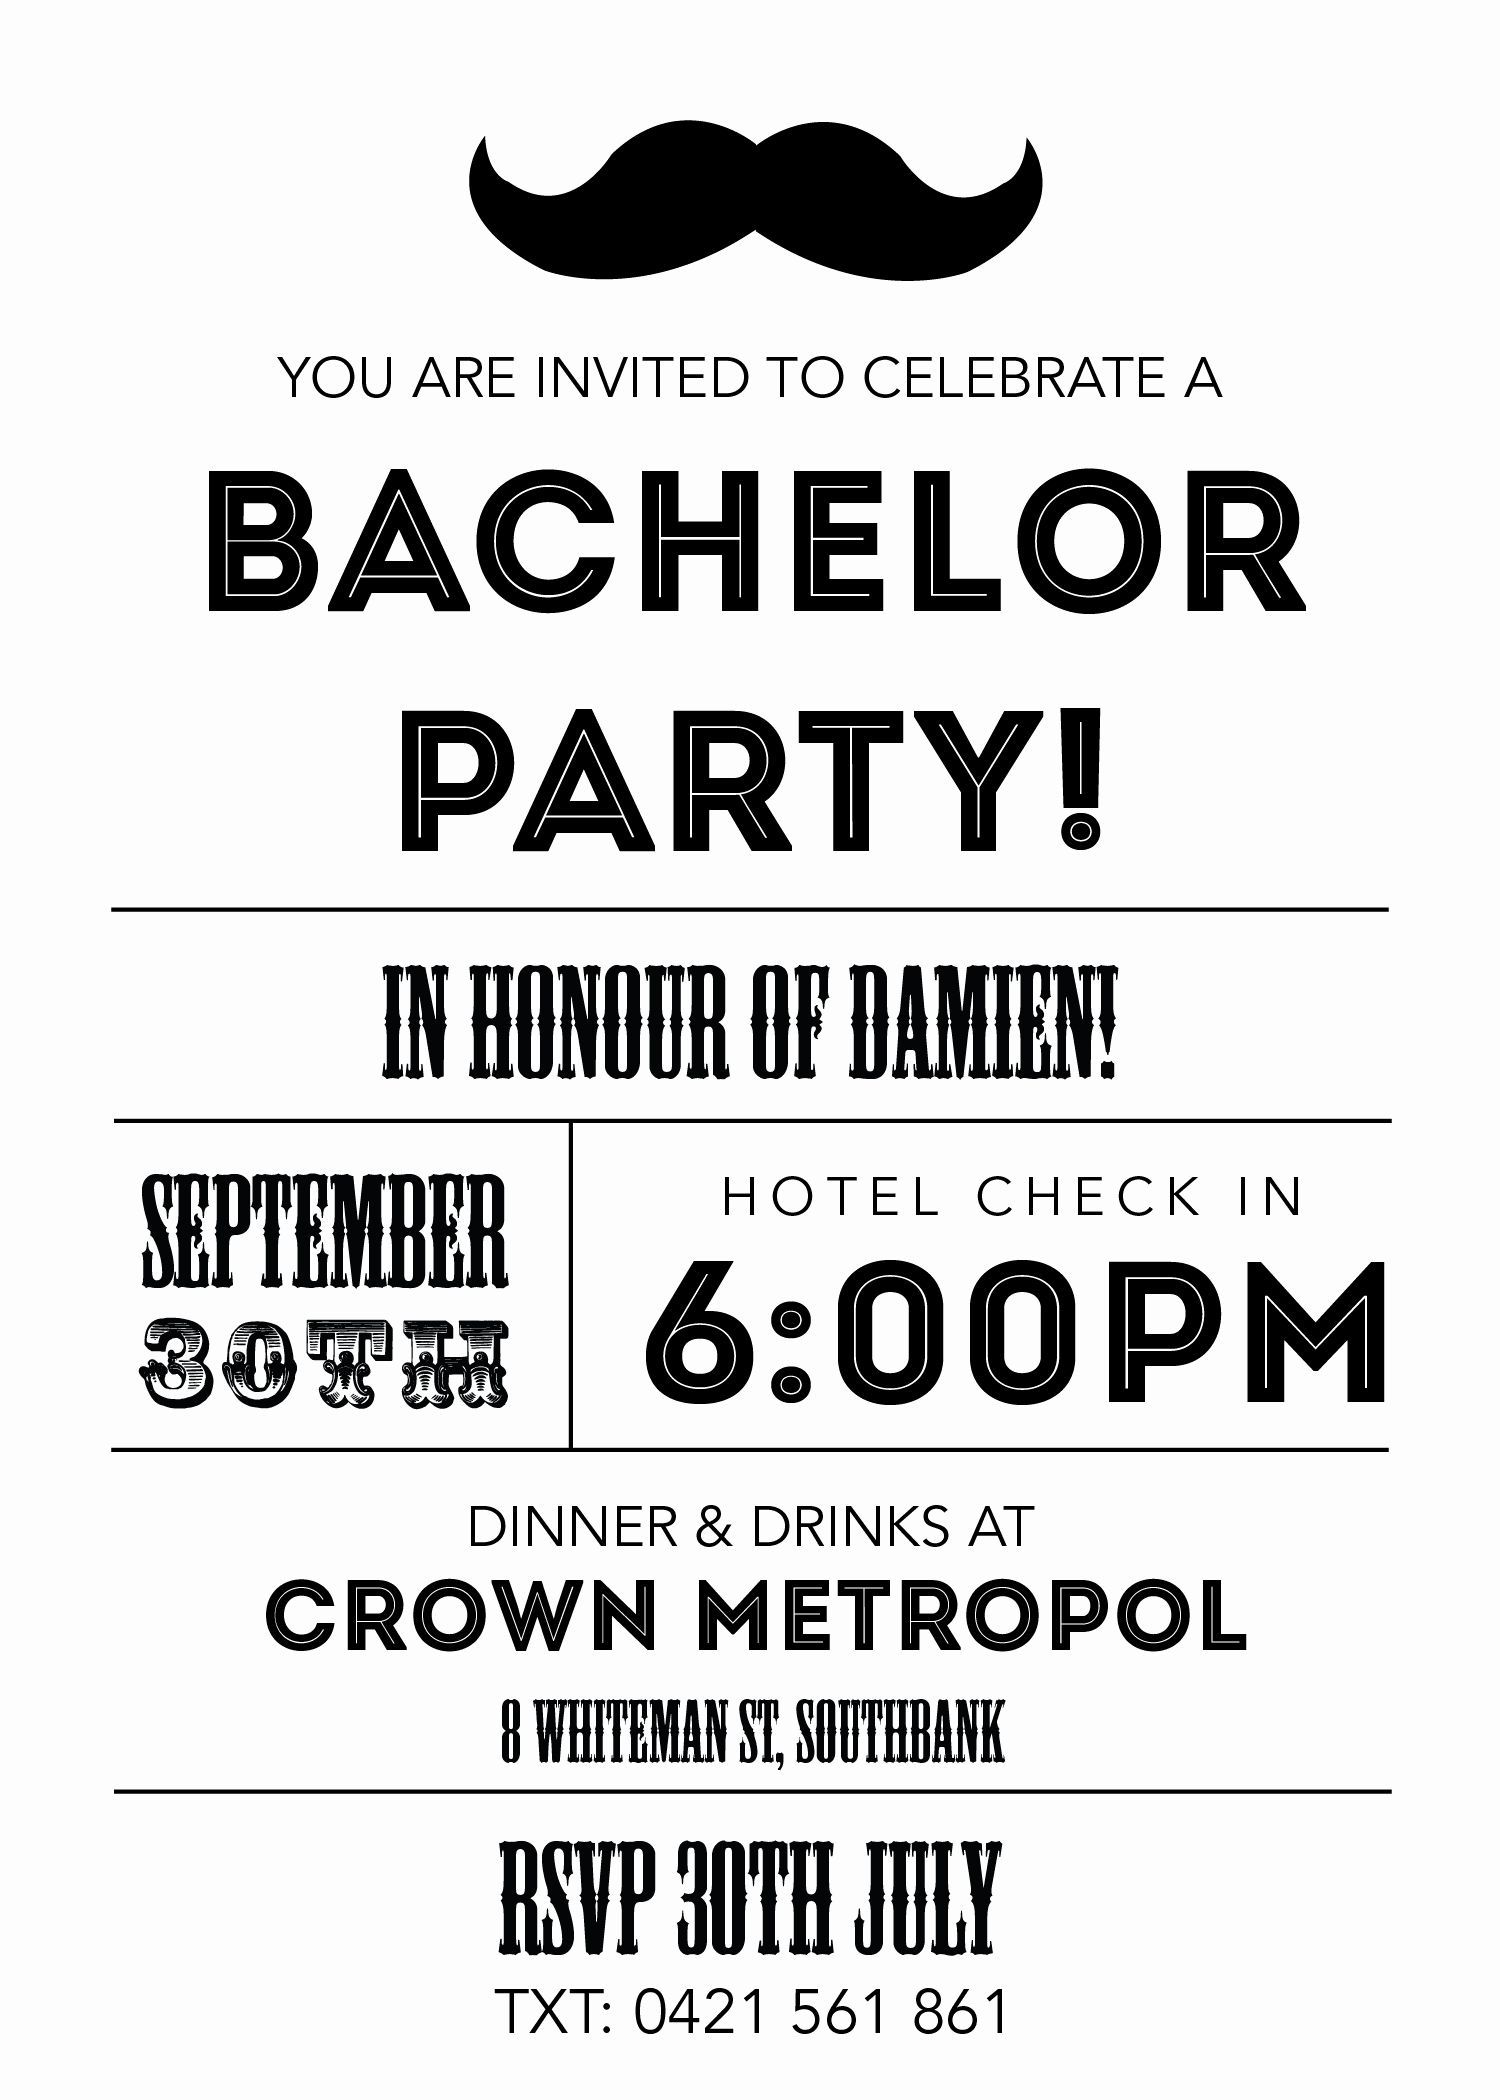 YOU ARE INVITED TO CELEBRATE A
BACHELOR
PARTY!
IN HONOUR OF DAMIEN!
SEPTEMBER
30TH
HOTEL CHECK IN
6:00PM
DINNER & DRINKS AT
CROWN METROPOL
8 WHITEMAN ST, SOUTHBANK
RSVP 30TH JULY
TXT: 0421 561 861